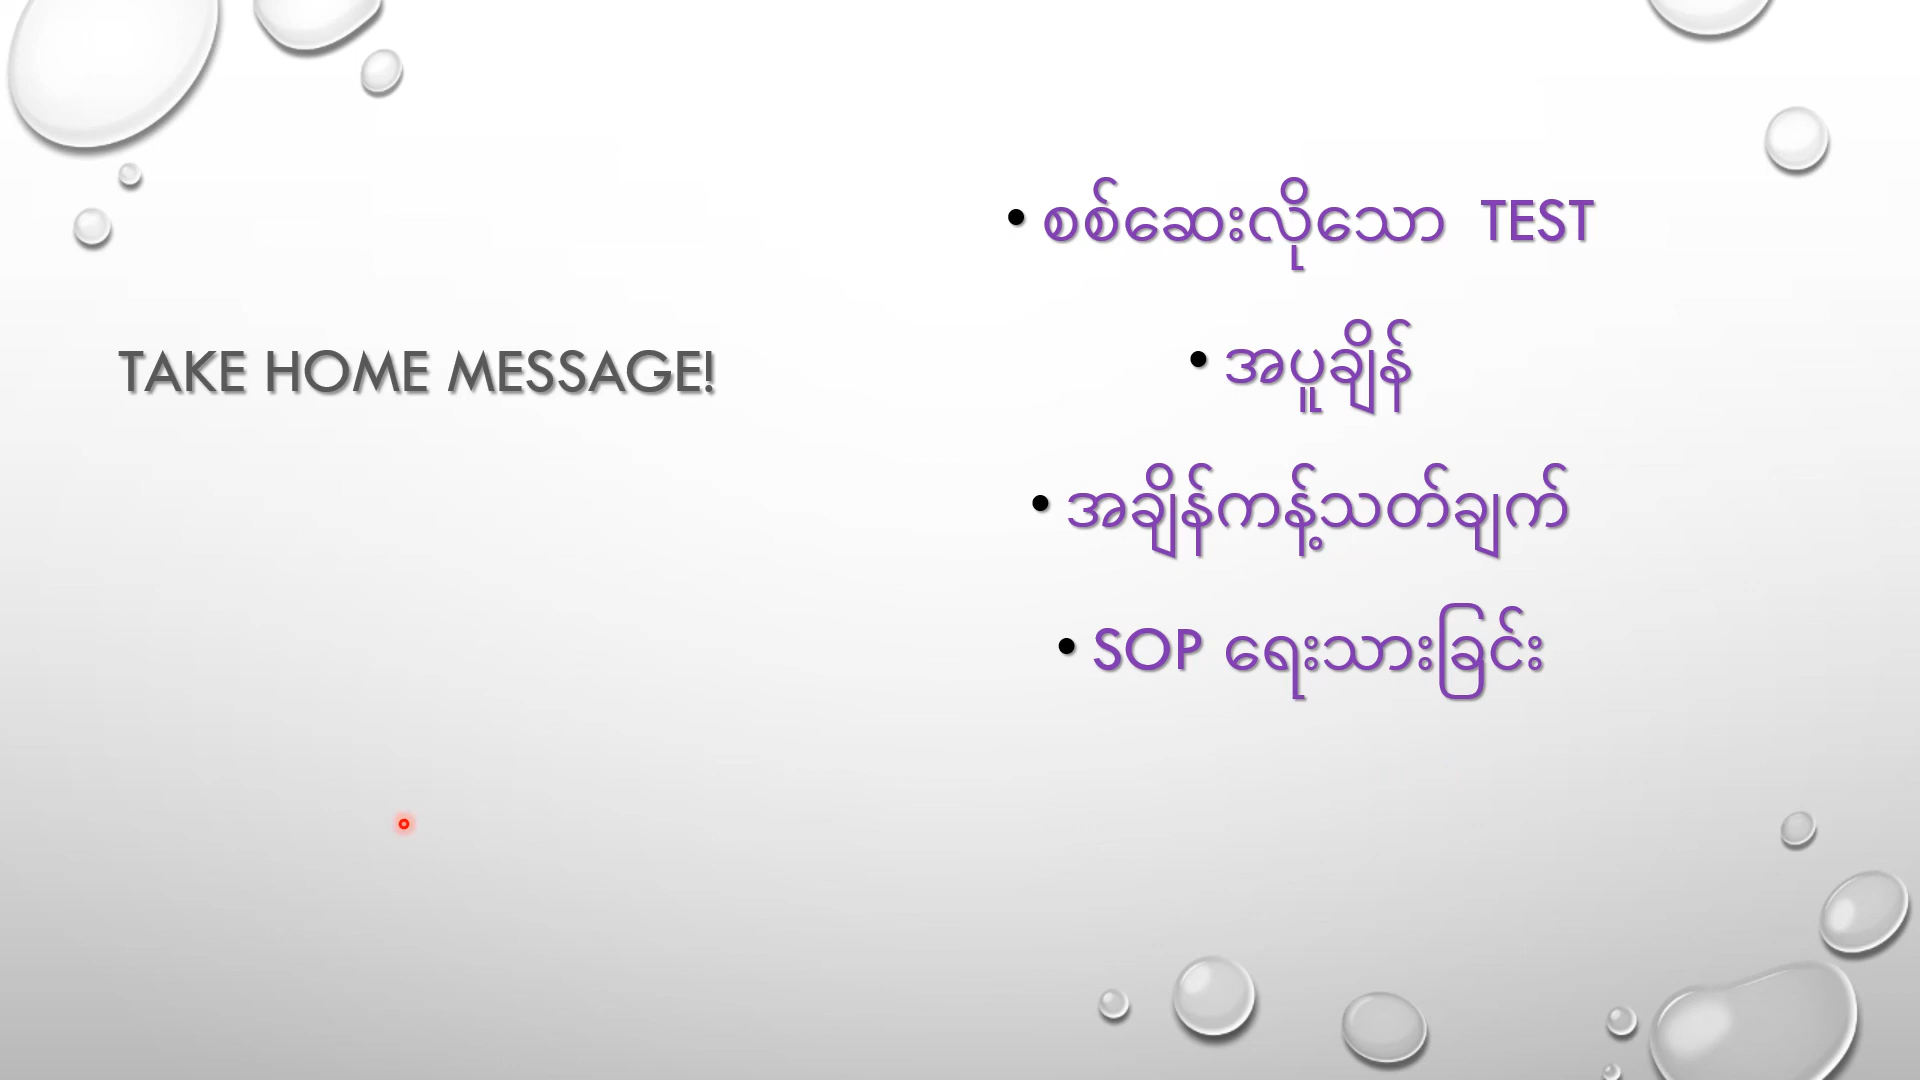 TAKE HOME MESSAGE!
• စစ်ဆေးလိုသော TEST
• အပူချိန်
• အချိန်ကန့်သတ်ချက်
• SOP ရေးသားခြင်း